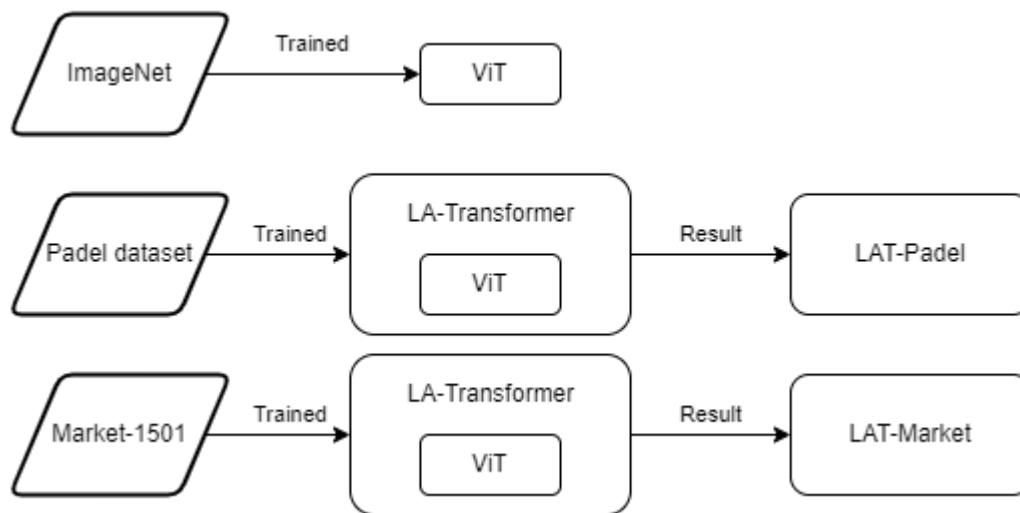 Trained
ImageNet
ViT
LA-Transformer
Padel dataset
Trained
ViT
Result
LAT-Padel
LA-Transformer
Market-1501
Trained
ViT
Result
LAT-Market